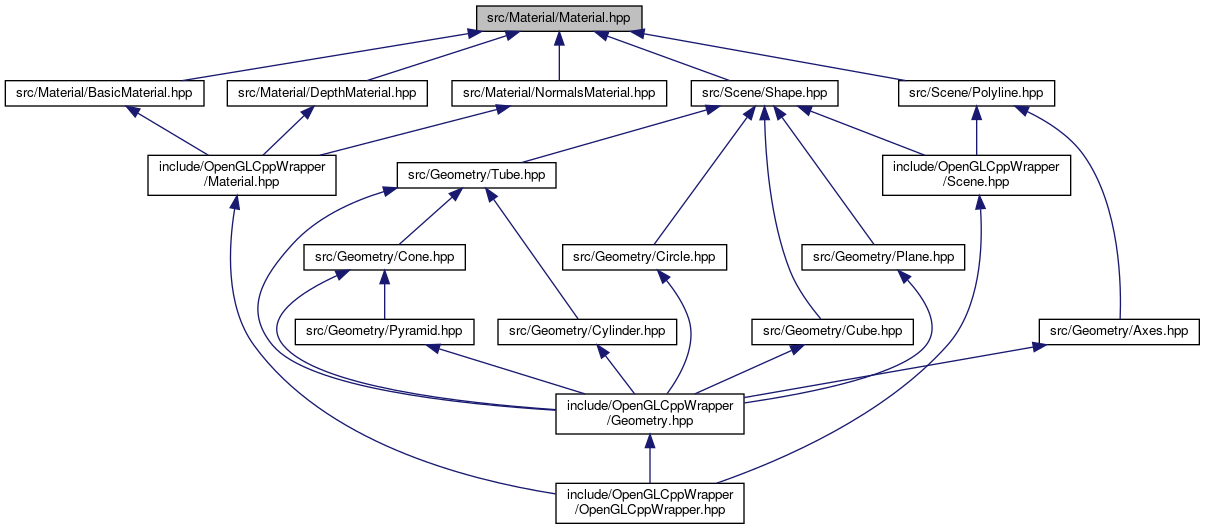 src/Material/Material.hpp
src/Material/BasicMaterial.hpp
src/Material/DepthMaterial.hpp
src/Material/NormalsMaterial.hpp
src/Scene/Shape.hpp
src/Scene/Polyline.hpp
include/OpenGLCppWrapper
/Material.hpp
src/Geometry/Tube.hpp
include/OpenGLCppWrapper
/Scene.hpp
src/Geometry/Cone.hpp
src/Geometry/Circle.hpp
src/Geometry/Plane.hpp
src/Geometry/Pyramid.hpp
src/Geometry/Cylinder.hpp
src/Geometry/Cube.hpp
src/Geometry/Axes.hpp
include/OpenGLCppWrapper
/Geometry.hpp
include/OpenGLCppWrapper
/OpenGLCppWrapper.hpp